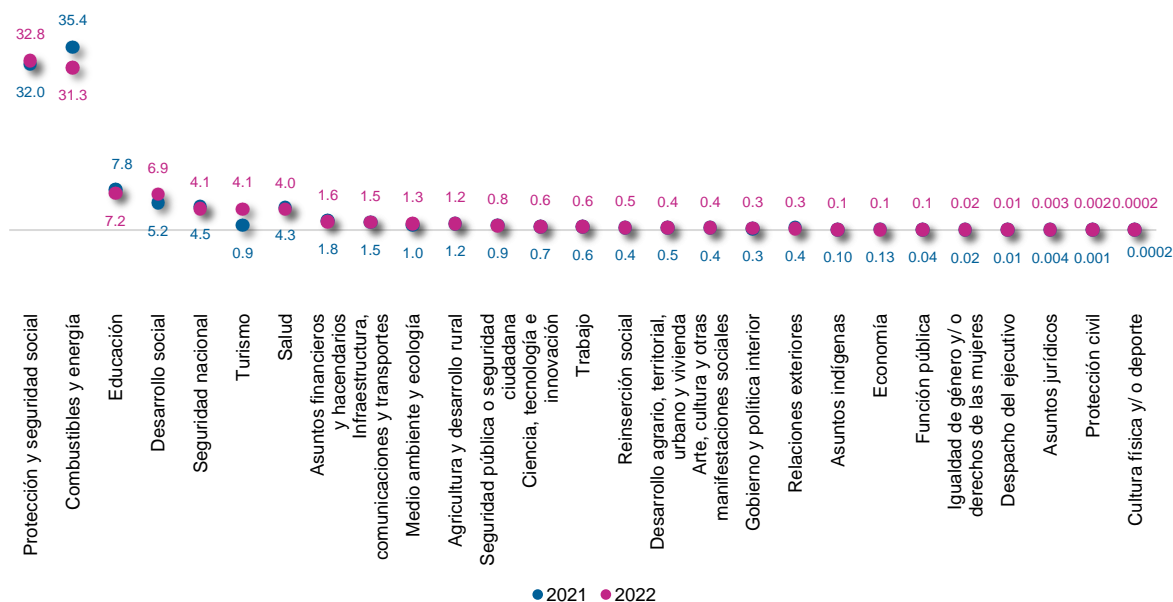 35.4
32.8
32.0
31.3
7.8
6.9
4.1
4.1
4.0
1.6
1.5
1.3
1.2
0.8
0.6
0.6
0.5
0.4
0.4
0.3
0.3
0.1
0.1
0.1
0.02
0.01
0.003
0.002
0.0002
7.2
5.2
4.5
0.9
4.3
1.8
1.5
1.0
1.2
0.9
0.7
0.6
0.4
0.5
0.4
0.3
0.4
0.10
0.13
0.04
0.02
0.01
0.004
0.001
0.0002
Protección y seguridad social
Combustibles y energía
Educación
Desarrollo social
Seguridad nacional
Turismo
Salud
Asuntos financieros
y hacendarios
Infraestructura,
comunicaciones y transportes
Medio ambiente y ecología
Agricultura y desarrollo rural
Seguridad pública o seguridad
ciudadana
Ciencia, tecnología e
innovación
Trabajo
Reinserción social
Desarrollo agrario, territorial,
urbano y vivienda
Arte, cultura y otras
manifestaciones sociales
Gobierno y política interior
Relaciones exteriores
Asuntos indígenas
Economía
Función pública
Igualdad de género y/ o
derechos de las mujeres
Despacho del ejecutivo
Asuntos jurídicos
Protección civil
Cultura física y/ o deporte
2021
2022